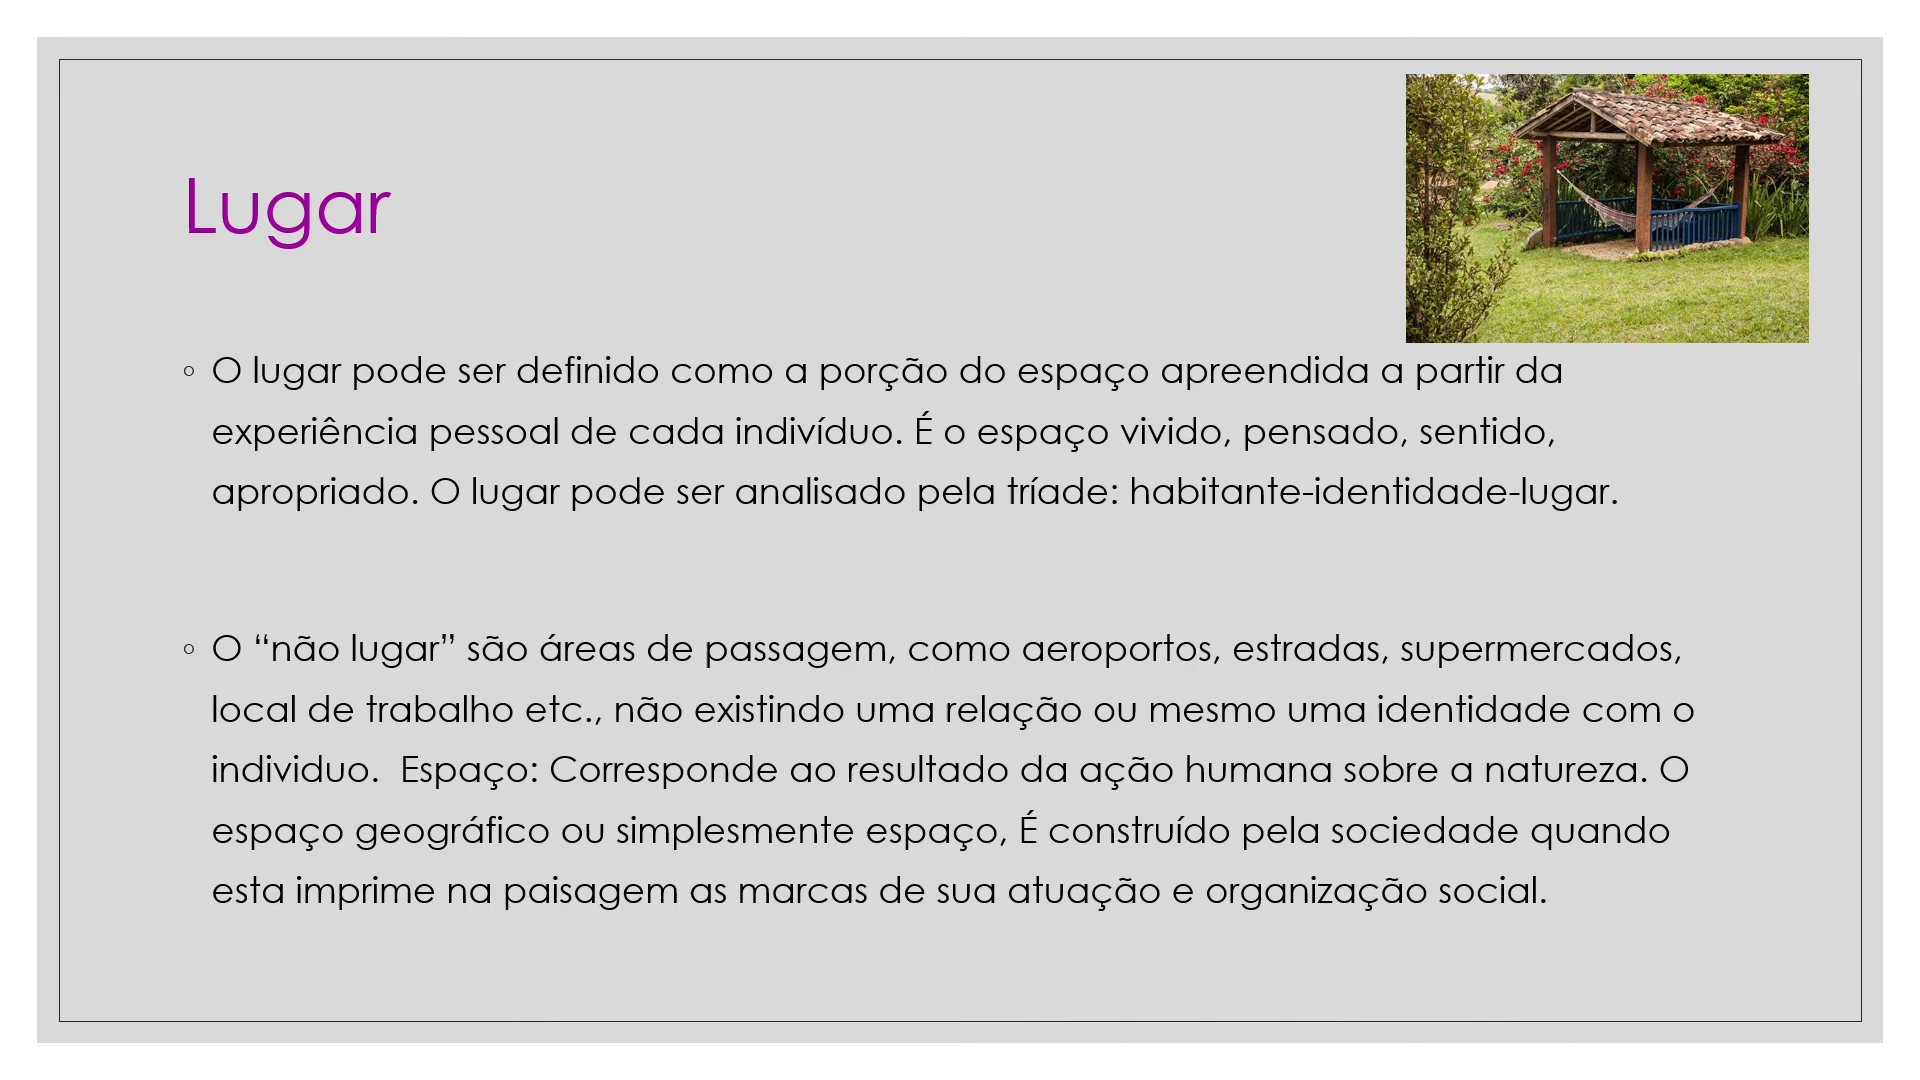 Lugar
◦ O lugar pode ser definido como a porção do espaço apreendida a partir da
experiência pessoal de cada indivíduo. É o espaço vivido, pensado, sentido,
apropriado. O lugar pode ser analisado pela tríade: habitante-identidade-lugar.
◦ O “não lugar” são áreas de passagem, como aeroportos, estradas, supermercados,
local de trabalho etc., não existindo uma relação ou mesmo uma identidade com o
individuo.  Espaço: Corresponde ao resultado da ação humana sobre a natureza. O
espaço geográfico ou simplesmente espaço, É construído pela sociedade quando
esta imprime na paisagem as marcas de sua atuação e organização social.